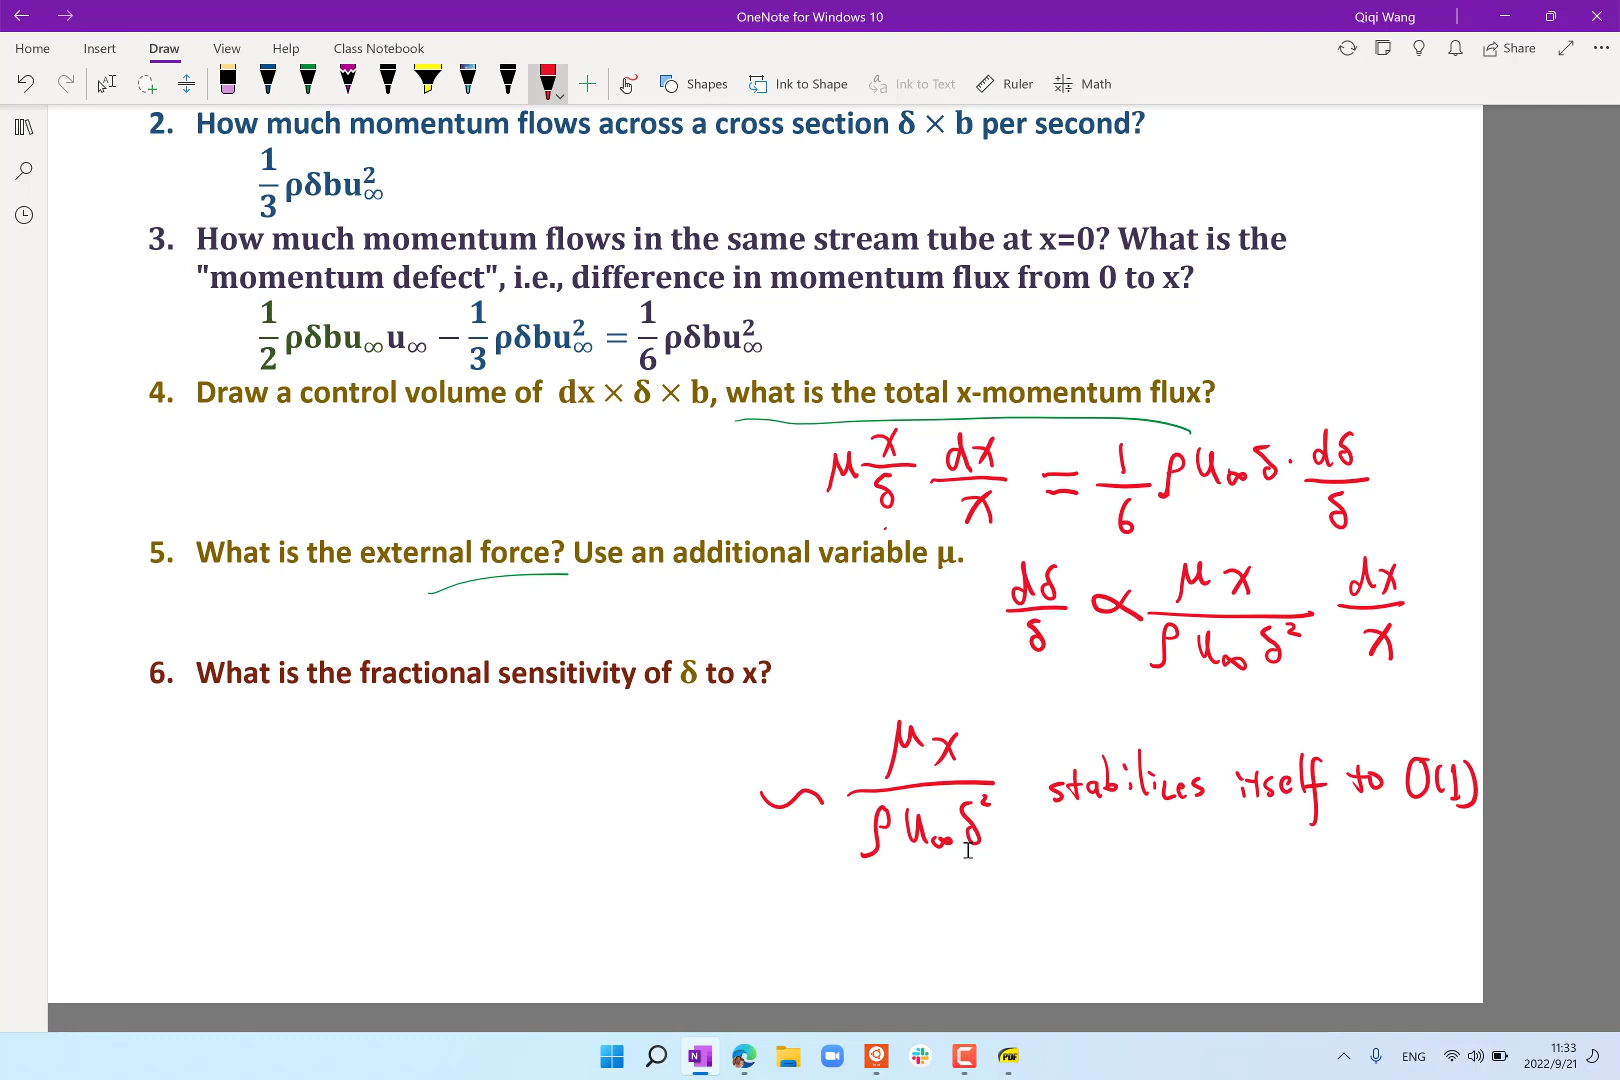 OneNote for Windows 10
Qiqi Wang
Home Insert Draw View Help Class Notebook
Share
Shapes Ink to Shape Ink to Text Ruler Math
2. How much momentum flows across a cross section δ × b per second?
1/3 ρδbu∞²
3. How much momentum flows in the same stream tube at x=0? What is the
"momentum defect", i.e., difference in momentum flux from 0 to x?
1/2 ρδbu∞u∞ − 1/3 ρδbu∞² = 1/6 ρδbu∞²
4. Draw a control volume of dx × δ × b, what is the total x-momentum flux?
μ x/δ dx/x = 1/6 ρ u∞ δ · dδ/δ
5. What is the external force? Use an additional variable μ.
dδ/δ ∝ μx/ρu∞δ² dx/x
6. What is the fractional sensitivity of δ to x?
~ μx/ρu∞δ² stabilizes itself to O(1)
PDF
ENG
11:33
2022/9/21